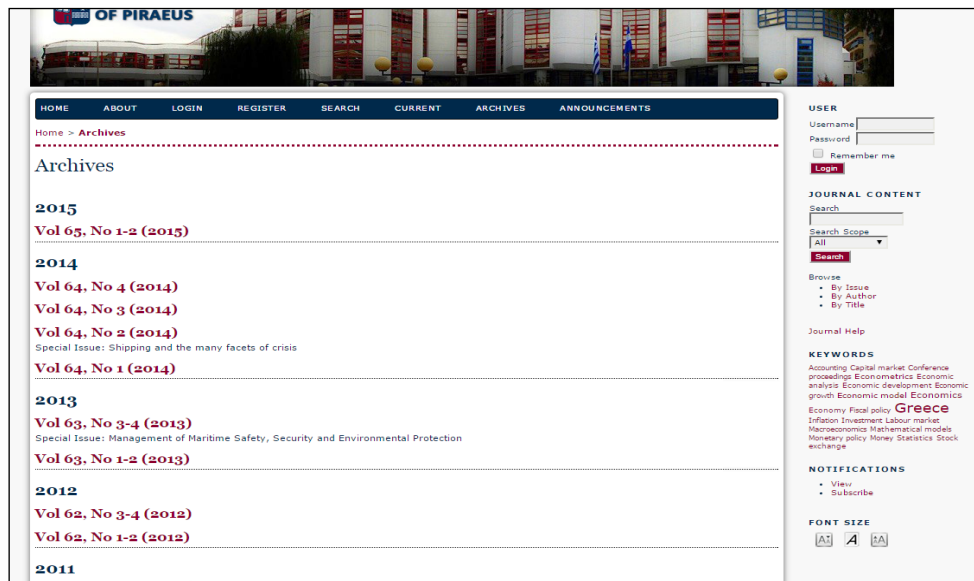 OF PIRAEUS
HOME ABOUT LOGIN REGISTER SEARCH CURRENT ARCHIVES ANNOUNCEMENTS
Home > Archives
Archives
2015
Vol 65, No 1-2 (2015)
2014
Vol 64, No 4 (2014)
Vol 64, No 3 (2014)
Vol 64, No 2 (2014)
Special Issue: Shipping and the many facets of crisis
Vol 64, No 1 (2014)
2013
Vol 63, No 3-4 (2013)
Special Issue: Management of Maritime Safety, Security and Environmental Protection
Vol 63, No 1-2 (2013)
2012
Vol 62, No 3-4 (2012)
Vol 62, No 1-2 (2012)
2011
USER
Username
Password
Remember me
Login
JOURNAL CONTENT
Search
Search Scope
All
Search
Browse
By Issue
By Author
By Title
Journal Help
KEYWORDS
Accounting Capital market Conference
proceedings Econometrics Economic
analysis Economic development Economic
growth Economic model Economics
Economy Fiscal policy Greece
Inflation Investment Labour market
Macroeconomics Mathematical models
Monetary policy Money Statistics Stock
exchange
NOTIFICATIONS
View
Subscribe
FONT SIZE
A A A